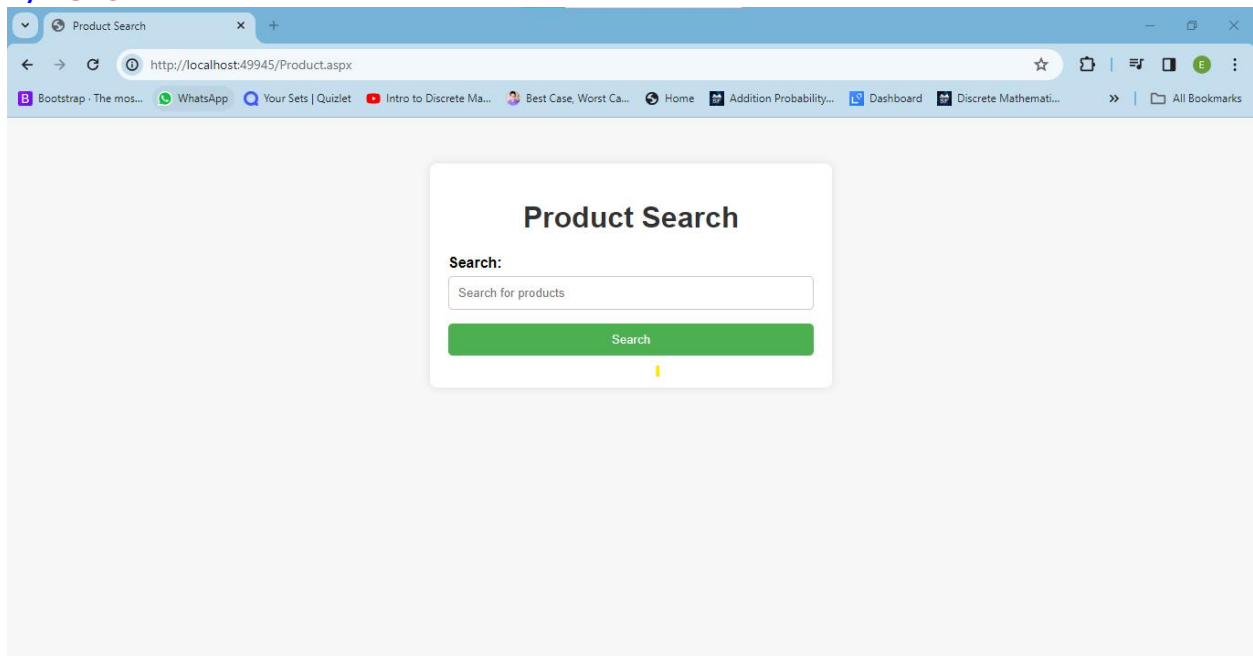 Product Search
http://localhost:49945/Product.aspx
E
B Bootstrap · The mos... WhatsApp Your Sets | Quizlet Intro to Discrete Ma... Best Case, Worst Ca... Home Addition Probability... Dashboard Discrete Mathemati... » All Bookmarks
Product Search
Search:
Search for products
Search